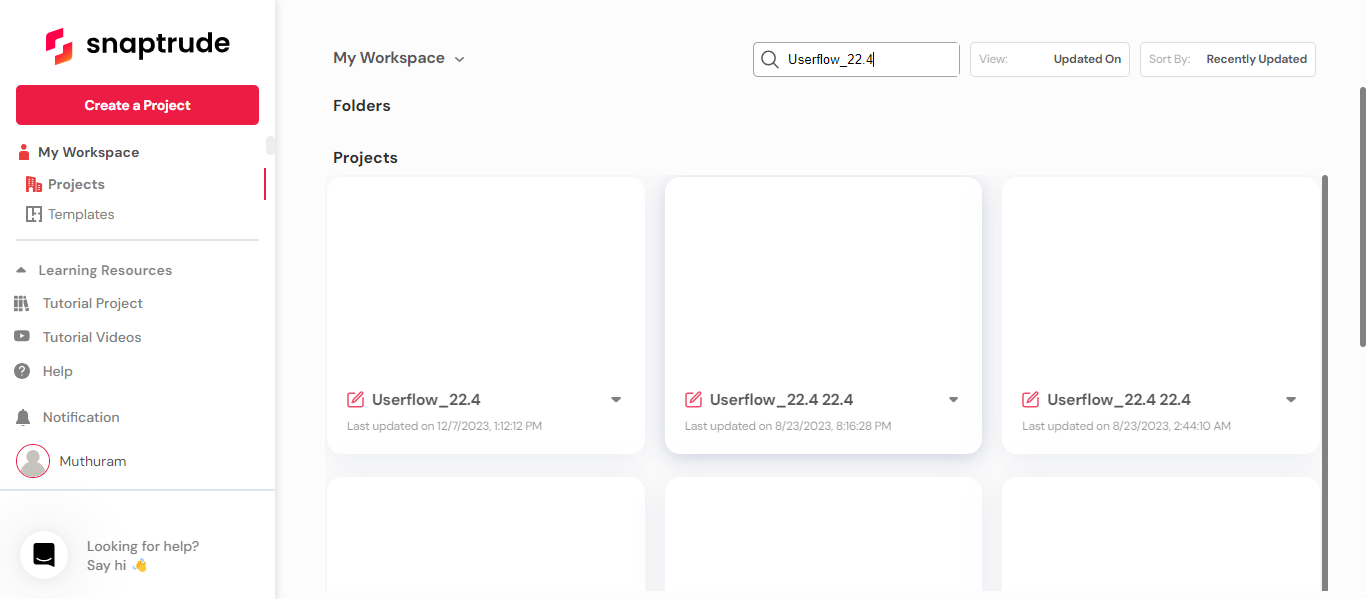 snaptrude
Create a Project
My Workspace
Projects
Templates
Learning Resources
Tutorial Project
Tutorial Videos
Help
Notification
Muthuram
Looking for help?
Say hi 👋
My Workspace
Userflow_22.4
View: Updated On
Sort By: Recently Updated
Folders
Projects
Userflow_22.4
Last updated on 12/7/2023, 1:12:12 PM
Userflow_22.4 22.4
Last updated on 8/23/2023, 8:16:28 PM
Userflow_22.4 22.4
Last updated on 8/23/2023, 2:44:10 AM